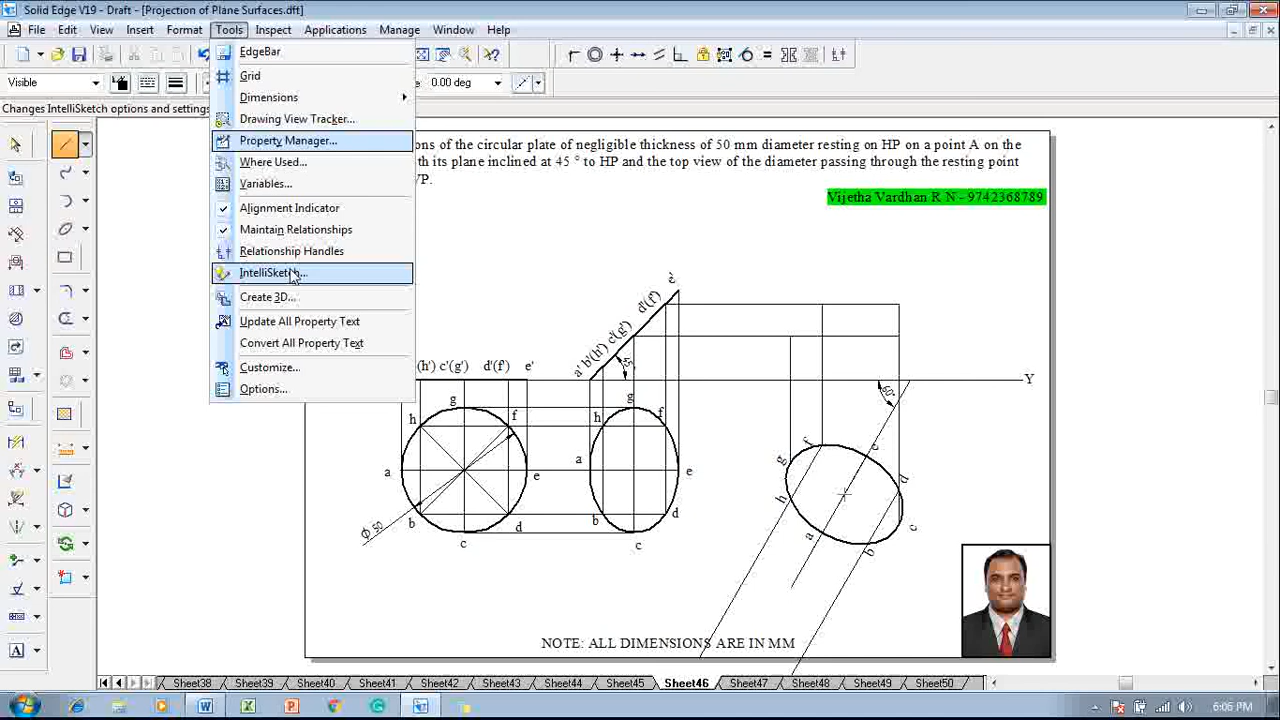 Solid Edge V19 - Draft - [Projection of Plane Surfaces.dft]
File Edit View Insert Format Tools Inspect Applications Manage Window Help
Visible
0.00 deg
Changes IntelliSketch options and settings
EdgeBar
Grid
Dimensions
Drawing View Tracker...
Property Manager...
Where Used...
Variables...
Alignment Indicator
Maintain Relationships
Relationship Handles
IntelliSketch...
Create 3D...
Update All Property Text
Convert All Property Text
Customize...
Options...
ons of the circular plate of negligible thickness of 50 mm diameter resting on HP on a point A on the
th its plane inclined at 45 ° to HP and the top view of the diameter passing through the resting point
VP.
Vijetha Vardhan R N - 9742368789
(h') c'(g') d'(f') e'
a' b'(h') c'(g') d'(f') e'
45°
Y
60°
g
h f
a e
b d
c
Φ 50
g
h f
a e
b d
c
f e
g d
h c
a b
NOTE: ALL DIMENSIONS ARE IN MM
Sheet38 Sheet39 Sheet40 Sheet41 Sheet42 Sheet43 Sheet44 Sheet45 Sheet46 Sheet47 Sheet48 Sheet49 Sheet50
6:06 PM